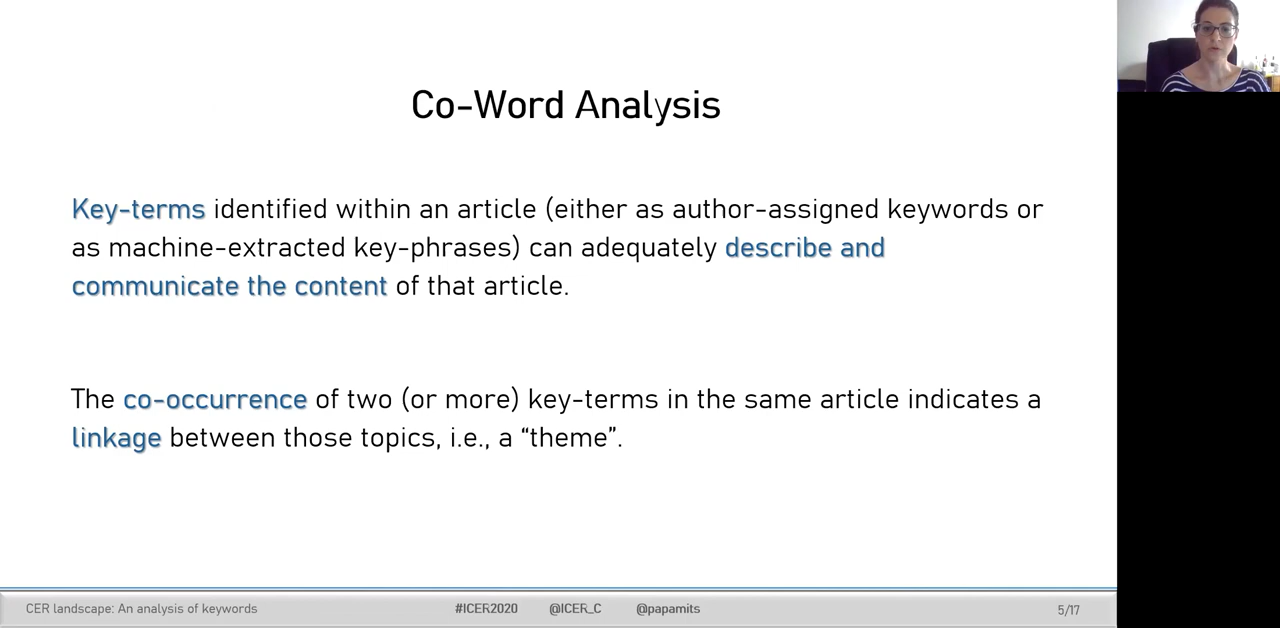 Co-Word Analysis
Key-terms identified within an article (either as author-assigned keywords or
as machine-extracted key-phrases) can adequately describe and
communicate the content of that article.
The co-occurrence of two (or more) key-terms in the same article indicates a
linkage between those topics, i.e., a “theme”.
CER landscape: An analysis of keywords #ICER2020 @ICER_C @papamits 5/17